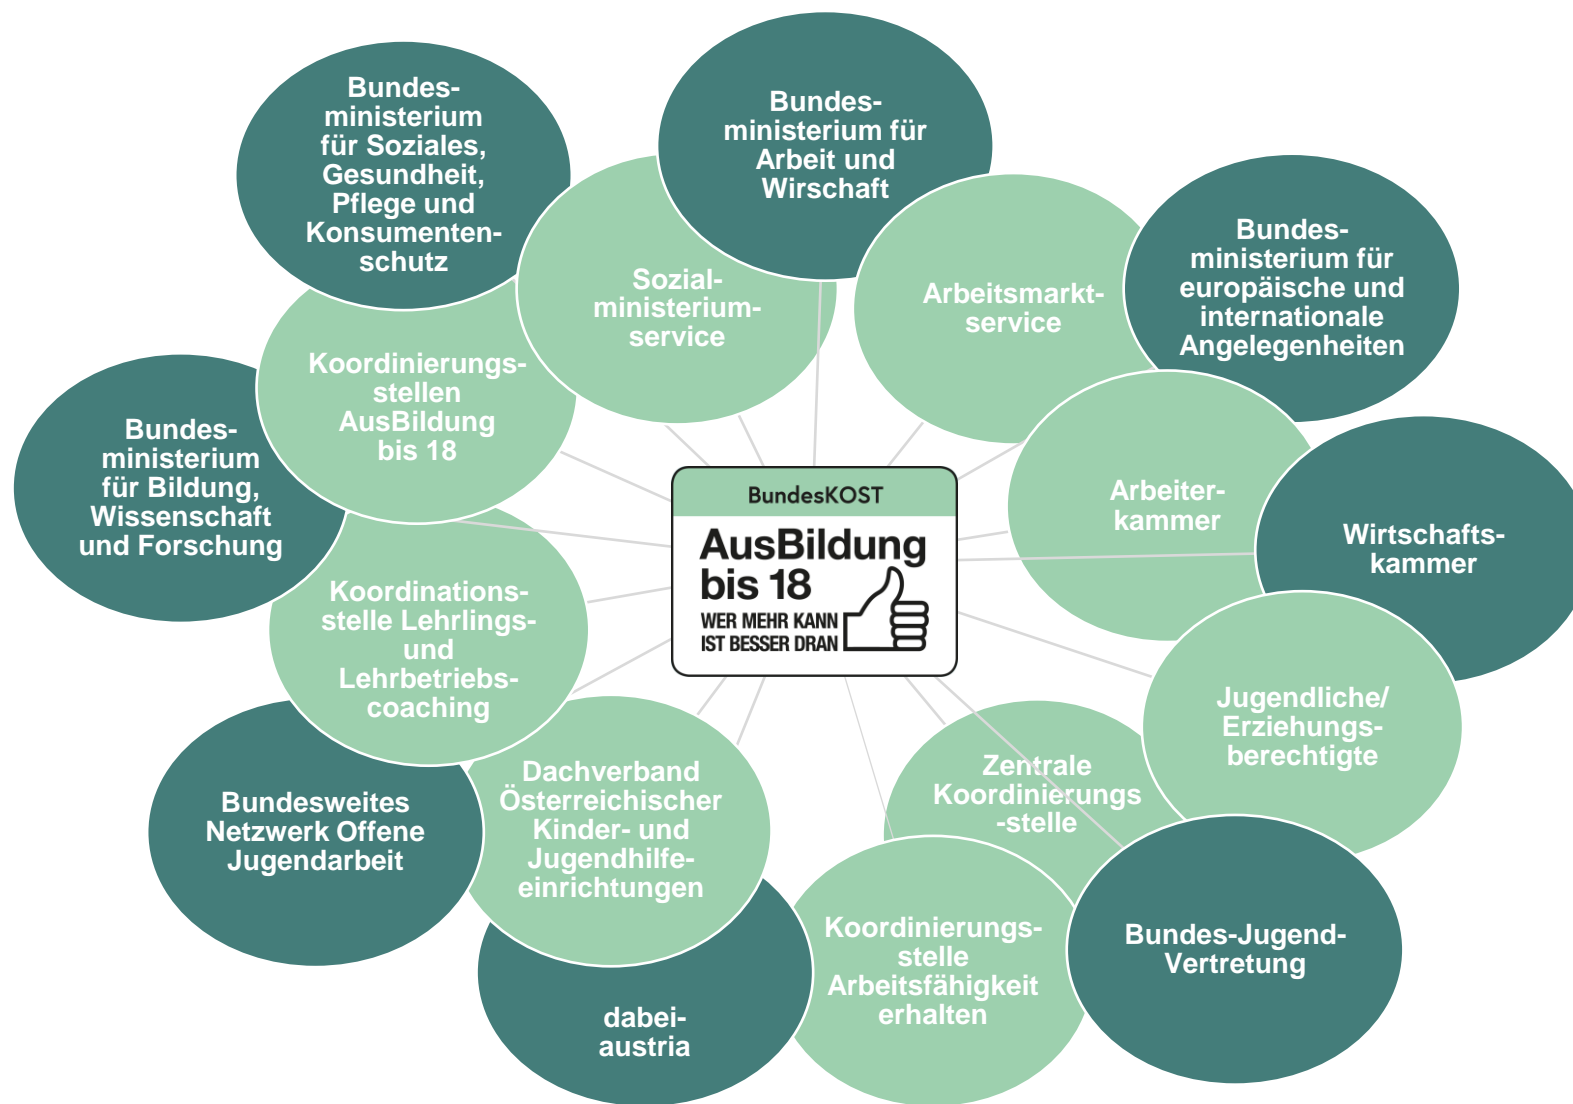 Bundes-
ministerium
für Soziales,
Gesundheit,
Pflege und
Konsumenten-
schutz
Bundes-
ministerium für
Arbeit und
Wirschaft
Sozial-
ministerium-
service
Arbeitsmarkt-
service
Bundes-
ministerium für
europäische und
internationale
Angelegenheiten
Koordinierungs-
stellen
AusBildung
bis 18
Bundes-
ministerium
für Bildung,
Wissenschaft
und Forschung
BundesKOST
AusBildung
bis 18
WER MEHR KANN
IST BESSER DRAN
Arbeiter-
kammer
Wirtschafts-
kammer
Koordinations-
stelle Lehrlings-
und
Lehrbetriebs-
coaching
Jugendliche/
Erziehungs-
berechtigte
Bundesweites
Netzwerk Offene
Jugendarbeit
Dachverband
Österreichischer
Kinder- und
Jugendhilfe-
einrichtungen
Zentrale
Koordinierungs
-stelle
dabei-
austria
Koordinierungs-
stelle
Arbeitsfähigkeit
erhalten
Bundes-Jugend-
Vertretung